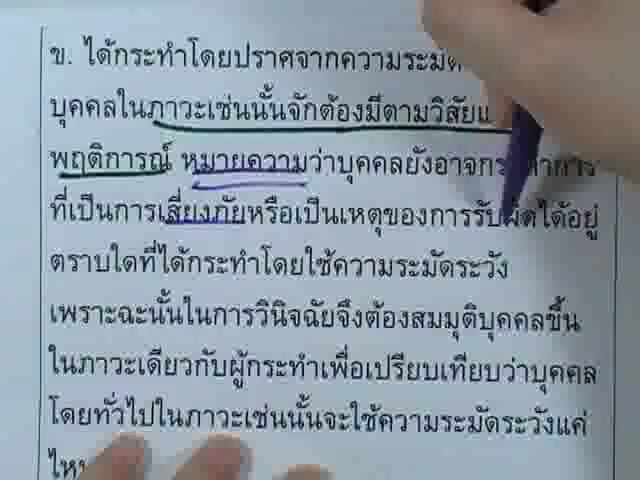 ข. ได้กระทำโดยปราศจากความระมัด
บุคคลในภาวะเช่นนั้นจักต้องมีตามวิสัย
พฤติการณ์ หมายความว่าบุคคลยังอาจกระทำการ
ที่เป็นการเสี่ยงภัยหรือเป็นเหตุของการรับผิดได้อยู่
ตราบใดที่ได้กระทำโดยใช้ความระมัดระวัง
เพราะฉะนั้นในการวินิจฉัยจึงต้องสมมุติบุคคลขึ้น
ในภาวะเดียวกับผู้กระทำเพื่อเปรียบเทียบว่าบุคคล
โดยทั่วไปในภาวะเช่นนั้นจะใช้ความระมัดระวังแค่
ไหน